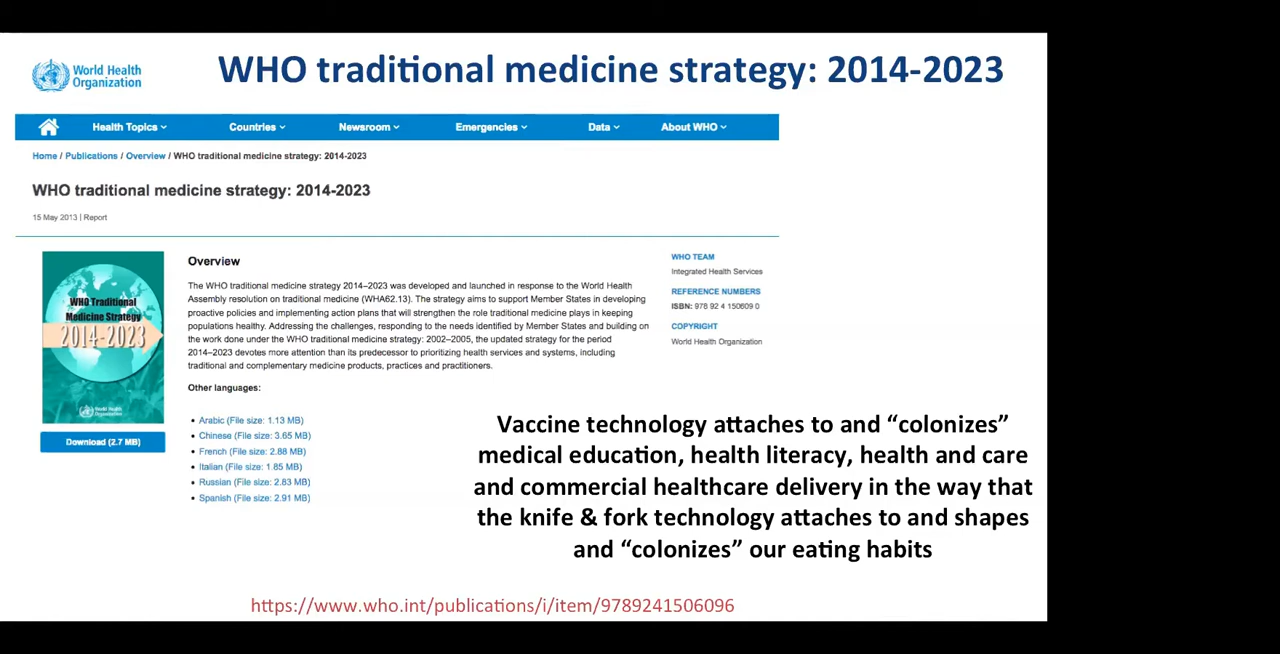 World Health
Organization
WHO traditional medicine strategy: 2014-2023
Health Topics
Countries
Newsroom
Emergencies
Data
About WHO
Home / Publications / Overview / WHO traditional medicine strategy: 2014-2023
WHO traditional medicine strategy: 2014-2023
15 May 2013 | Report
WHO Traditional
Medicine Strategy
2014-2023
World Health
Organization
Download (2.7 MB)
Overview
The WHO traditional medicine strategy 2014–2023 was developed and launched in response to the World Health
Assembly resolution on traditional medicine (WHA62.13). The strategy aims to support Member States in developing
proactive policies and implementing action plans that will strengthen the role traditional medicine plays in keeping
populations healthy. Addressing the challenges, responding to the needs identified by Member States and building on
the work done under the WHO traditional medicine strategy: 2002–2005, the updated strategy for the period
2014–2023 devotes more attention than its predecessor to prioritizing health services and systems, including
traditional and complementary medicine products, practices and practitioners.
Other languages:
• Arabic (File size: 1.13 MB)
• Chinese (File size: 3.65 MB)
• French (File size: 2.88 MB)
• Italian (File size: 1.85 MB)
• Russian (File size: 2.83 MB)
• Spanish (File size: 2.91 MB)
WHO TEAM
Integrated Health Services
REFERENCE NUMBERS
ISBN: 978 92 4 150609 0
COPYRIGHT
World Health Organization
Vaccine technology attaches to and “colonizes”
medical education, health literacy, health and care
and commercial healthcare delivery in the way that
the knife & fork technology attaches to and shapes
and “colonizes” our eating habits
https://www.who.int/publications/i/item/9789241506096